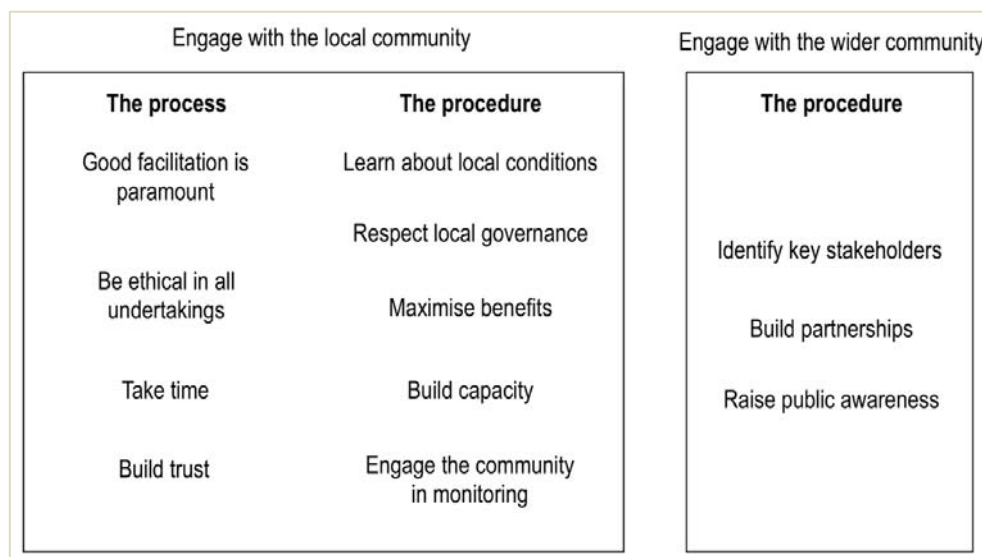 Engage with the local community
The process
Good facilitation is
paramount
Be ethical in all
undertakings
Take time
Build trust
The procedure
Learn about local conditions
Respect local governance
Maximise benefits
Build capacity
Engage the community
in monitoring
Engage with the wider community
The procedure
Identify key stakeholders
Build partnerships
Raise public awareness